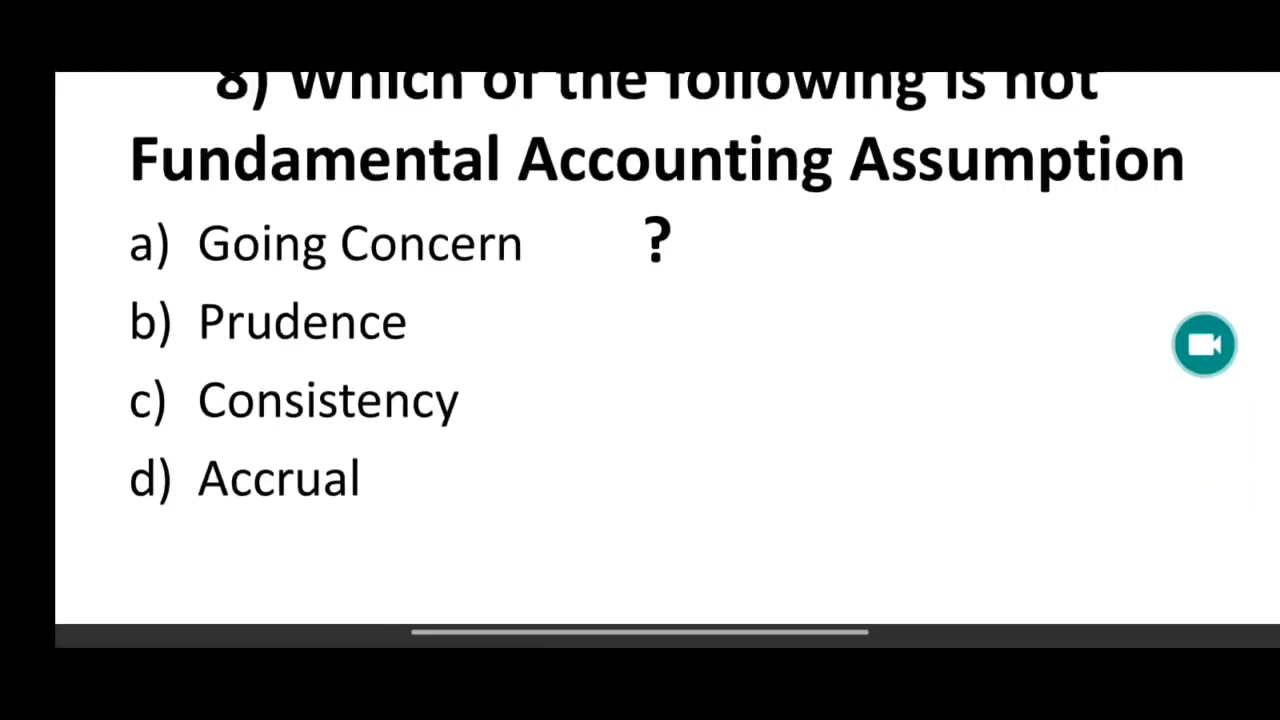 8) Which of the following is not
Fundamental Accounting Assumption
?
a) Going Concern
b) Prudence
c) Consistency
d) Accrual